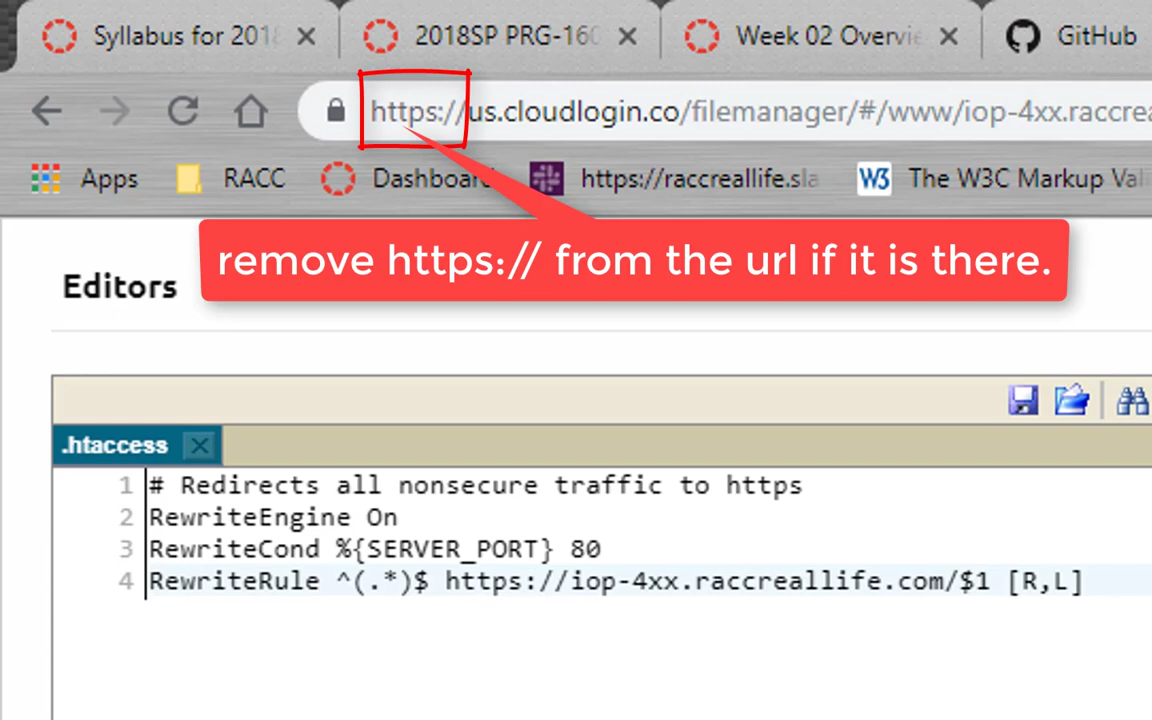 Syllabus for 201
2018SP PRG-160
Week 02 Overvie
GitHub
https://us.cloudlogin.co/filemanager/#/www/iop-4xx.raccrea
Apps
RACC
Dashboard
https://raccreallife.sla
W3
The W3C Markup Vali
remove https:// from the url if it is there.
Editors
.htaccess
1 # Redirects all nonsecure traffic to https
2 RewriteEngine On
3 RewriteCond %{SERVER_PORT} 80
4 RewriteRule ^(.*)$ https://iop-4xx.raccreallife.com/$1 [R,L]